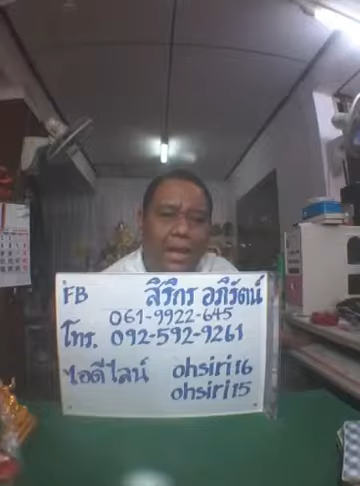 FB สิริกร อภิรัตน์
061-9922-645
โทร. 092-592-9261
ไอดีไลน์ ohsiri16
ohsiri15